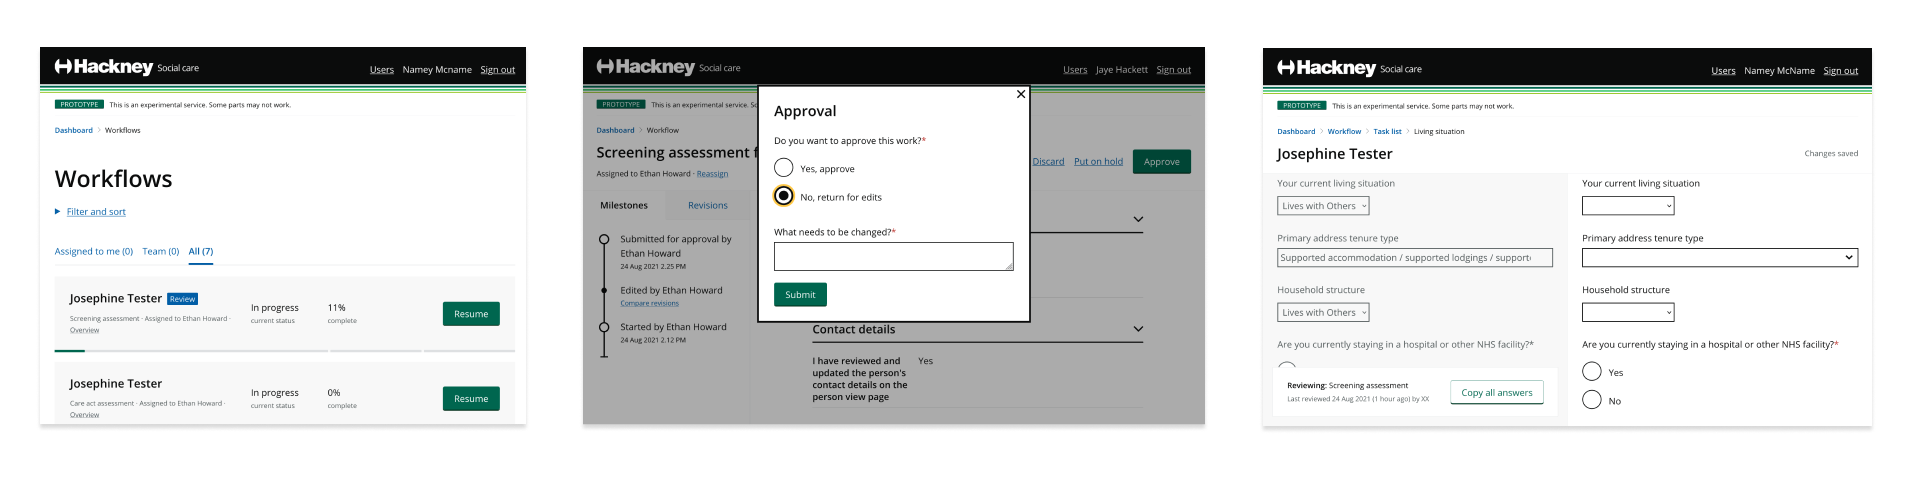 Hackney Social care
Users Namey Mcname Sign out
PROTOTYPE This is an experimental service. Some parts may not work.
Dashboard > Workflows
Workflows
Filter and sort
Assigned to me (0) Team (0) All (7)
Josephine Tester Review
Screening assessment · Assigned to Ethan Howard ·
Overview
In progress
current status
11%
complete
Resume
Josephine Tester
Care act assessment · Assigned to Ethan Howard ·
Overview
In progress
current status
0%
complete
Resume
Hackney Social care
Users Jaye Hackett Sign out
PROTOTYPE This is an experimental service. Sc
Dashboard > Workflow
Screening assessment f
Assigned to Ethan Howard · Reassign
Discard Put on hold Approve
Milestones Revisions
Submitted for approval by
Ethan Howard
24 Aug 2021 2.25 PM
Edited by Ethan Howard
Compare revisions
Started by Ethan Howard
24 Aug 2021 2.12 PM
Approval
Do you want to approve this work?*
Yes, approve
No, return for edits
What needs to be changed?*
Submit
Contact details
I have reviewed and
updated the person's
contact details on the
person view page
Yes
Hackney Social care
Users Namey McName Sign out
PROTOTYPE This is an experimental service. Some parts may not work.
Dashboard > Workflow > Task list > Living situation
Josephine Tester
Changes saved
Your current living situation
Lives with Others
Primary address tenure type
Supported accommodation / supported lodgings / support
Household structure
Lives with Others
Are you currently staying in a hospital or other NHS facility?*
Reviewing: Screening assessment
Last reviewed 24 Aug 2021 (1 hour ago) by XX
Copy all answers
Your current living situation
Primary address tenure type
Household structure
Are you currently staying in a hospital or other NHS facility?*
Yes
No